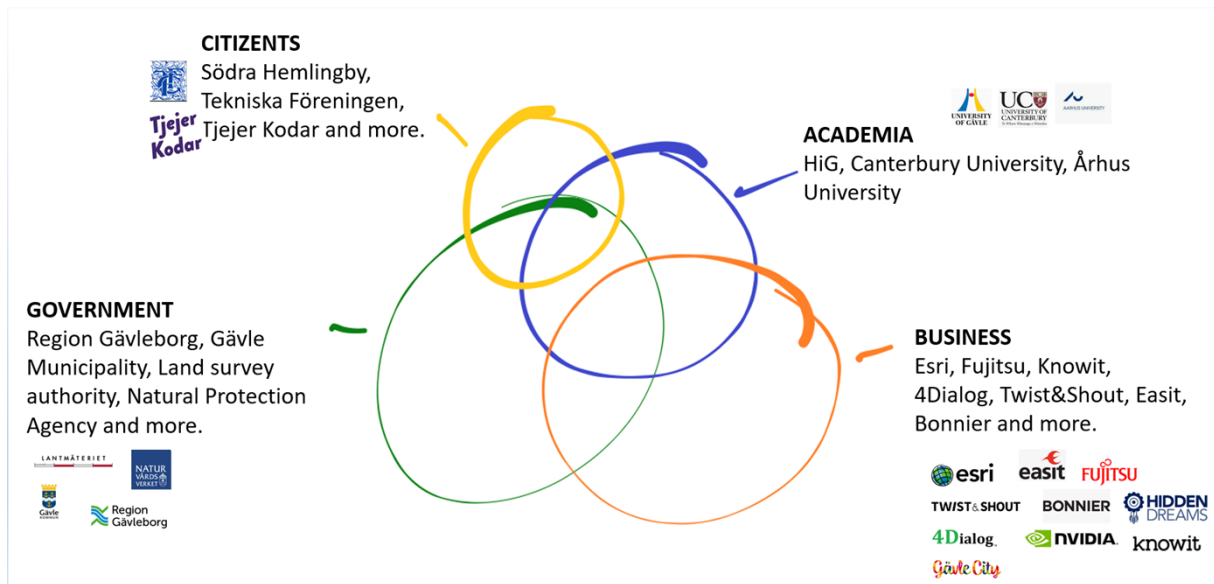 CITIZENTS
Södra Hemlingby,
Tekniska Föreningen,
Tjejer Kodar and more.
Tjejer
Kodar
UNIVERSITY
OF GÄVLE
UC
UNIVERSITY OF
CANTERBURY
AARHUS UNIVERSITY
ACADEMIA
HiG, Canterbury University, Århus
University
GOVERNMENT
Region Gävleborg, Gävle
Municipality, Land survey
authority, Natural Protection
Agency and more.
LANTMÄTERIET
NATUR
VÅRDS
VERKET
Gävle
KOMMUN
Region
Gävleborg
BUSINESS
Esri, Fujitsu, Knowit,
4Dialog, Twist&Shout, Easit,
Bonnier and more.
esri
easit
FUJITSU
TWIST&SHOUT
BONNIER
HIDDEN
DREAMS
4Dialog
NVIDIA.
knowit
Gävle City